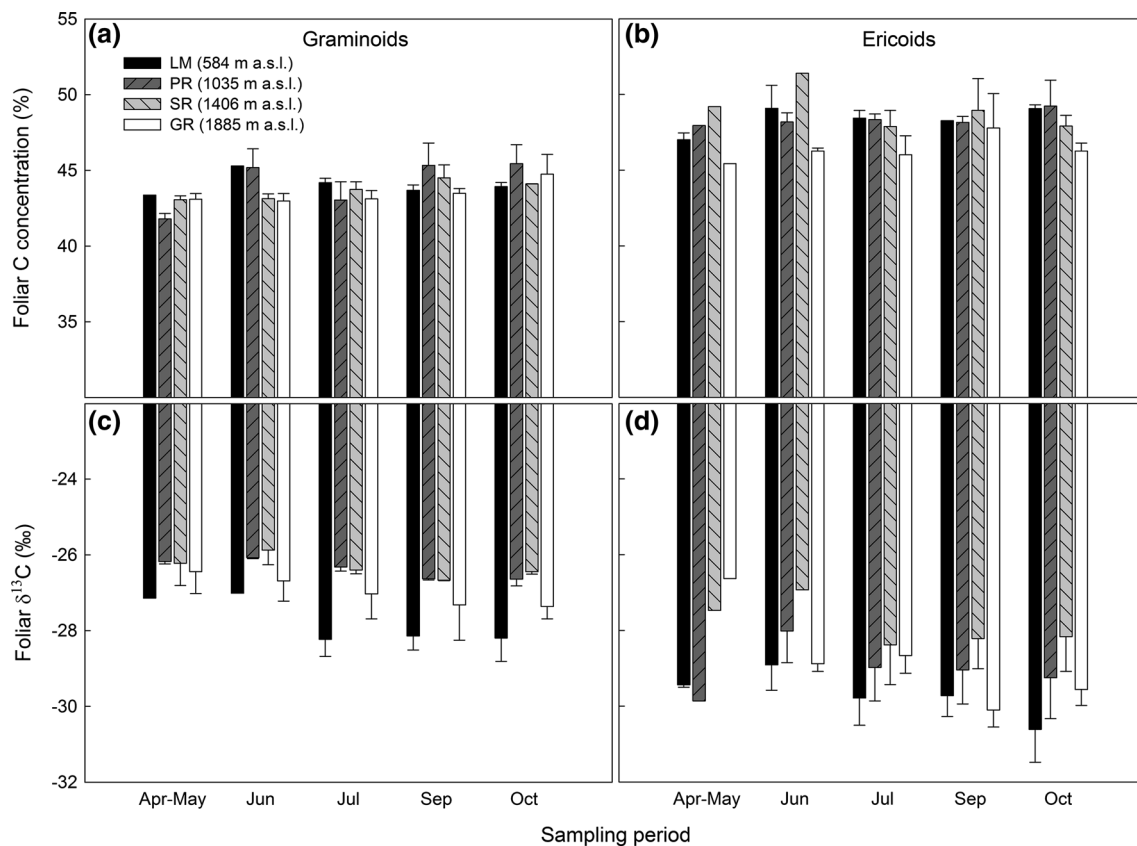 (a)
Graminoids
LM (584 m a.s.l.)
PR (1035 m a.s.l.)
SR (1406 m a.s.l.)
GR (1885 m a.s.l.)
(b)
Ericoids
55
50
45
40
35
Foliar C concentration (%)
(c)
(d)
-24
-26
-28
-30
-32
Foliar δ¹³C (‰)
Apr-May Jun Jul Sep Oct
Apr-May Jun Jul Sep Oct
Sampling period